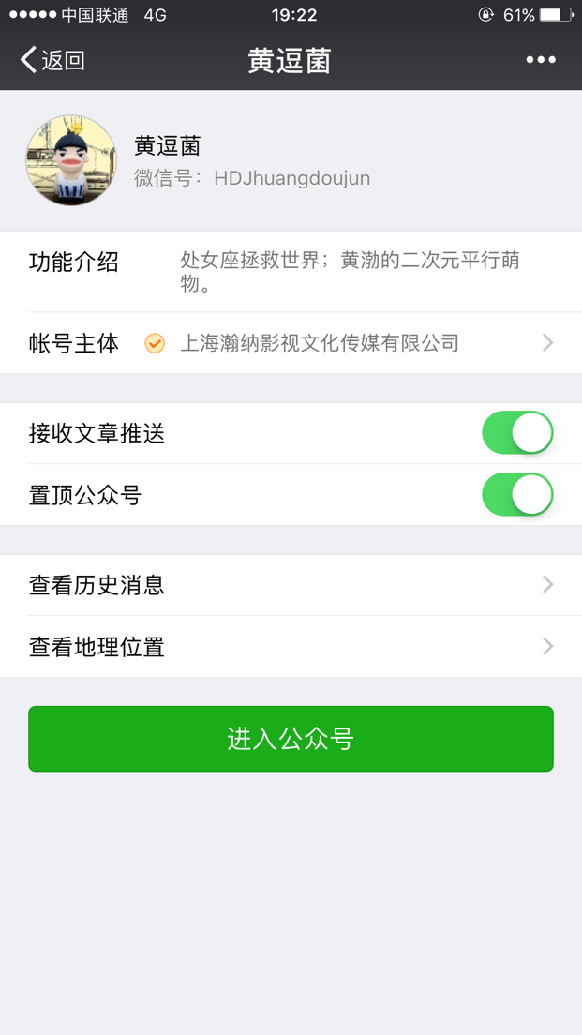 中国联通 4G 19:22 61%
返回 黄逗菌
黄逗菌
微信号：HDJhuangdoujun
功能介绍 处女座拯救世界；黄渤的二次元平行萌
物。
帐号主体 上海瀚纳影视文化传媒有限公司
接收文章推送
置顶公众号
查看历史消息
查看地理位置
进入公众号